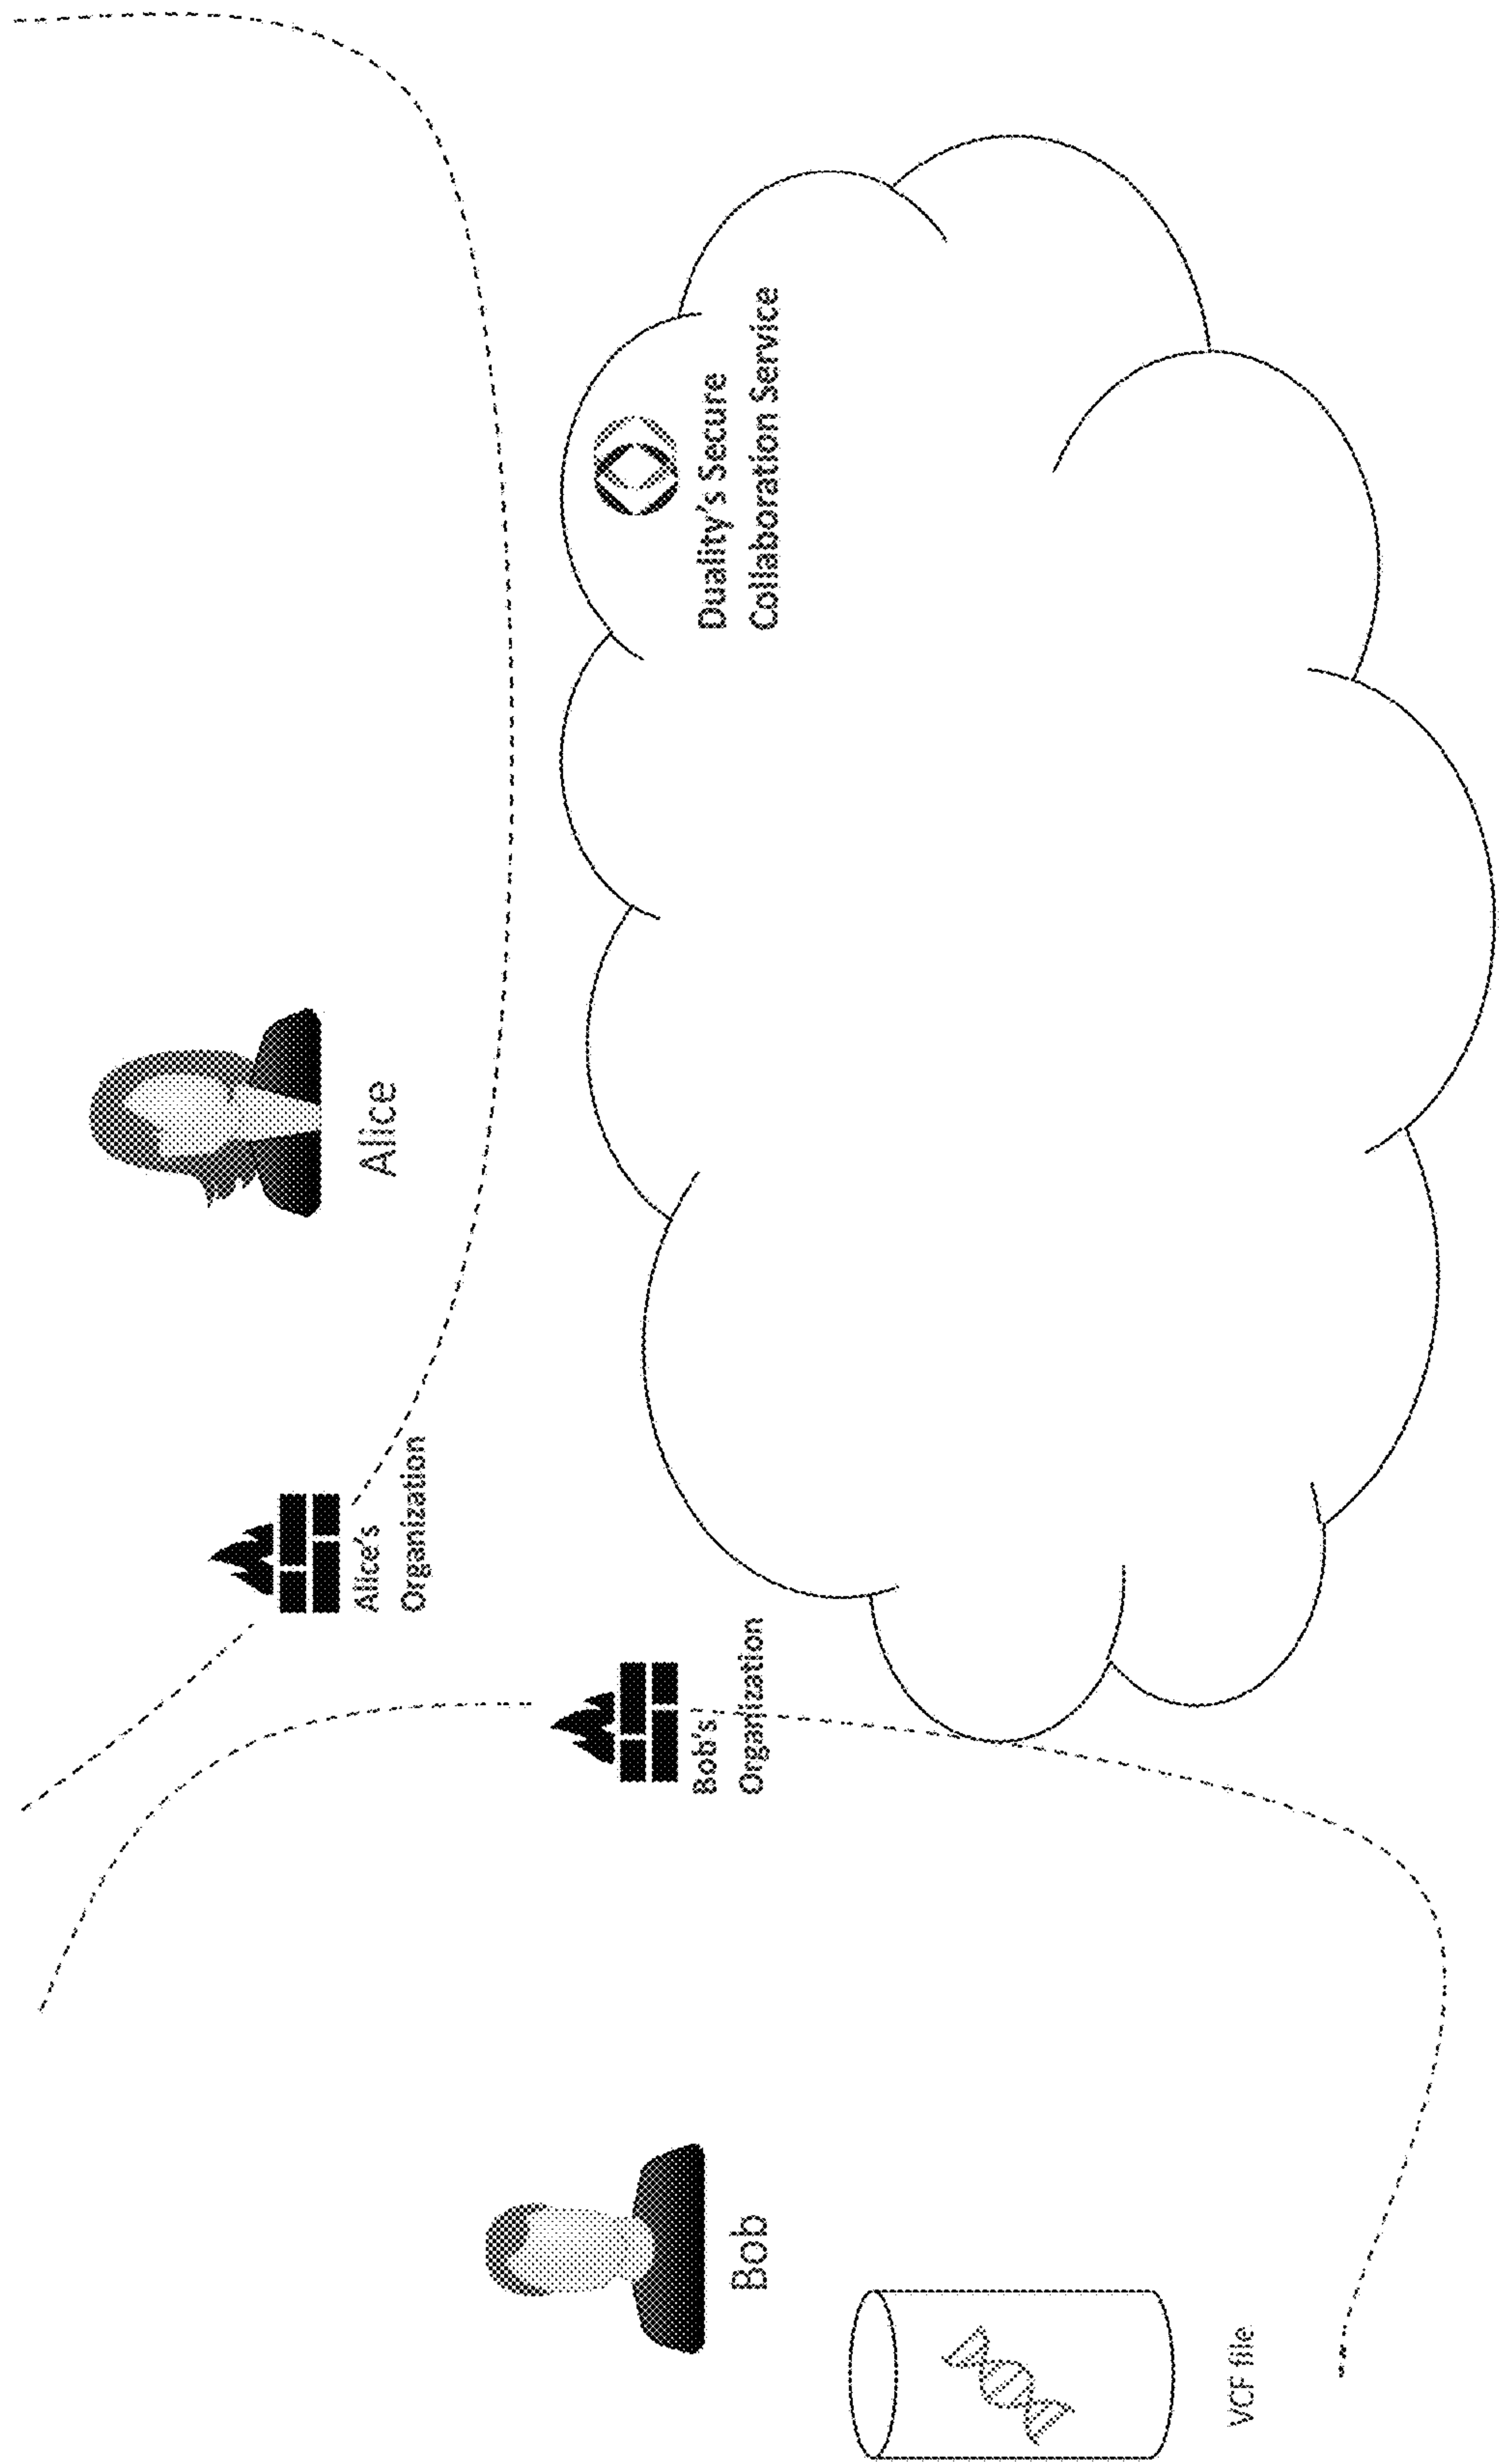 Alice
Alice's
Organization
Bob's
Organization
Bob
VCF file
Duality's Secure
Collaboration Service